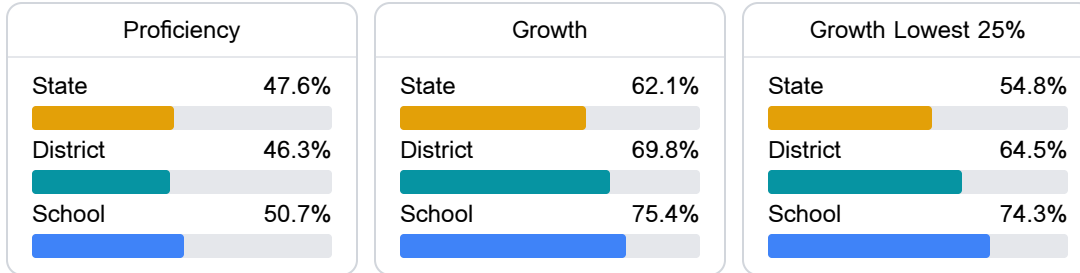 Proficiency
State 47.6%
District 46.3%
School 50.7%
Growth
State 62.1%
District 69.8%
School 75.4%
Growth Lowest 25%
State 54.8%
District 64.5%
School 74.3%